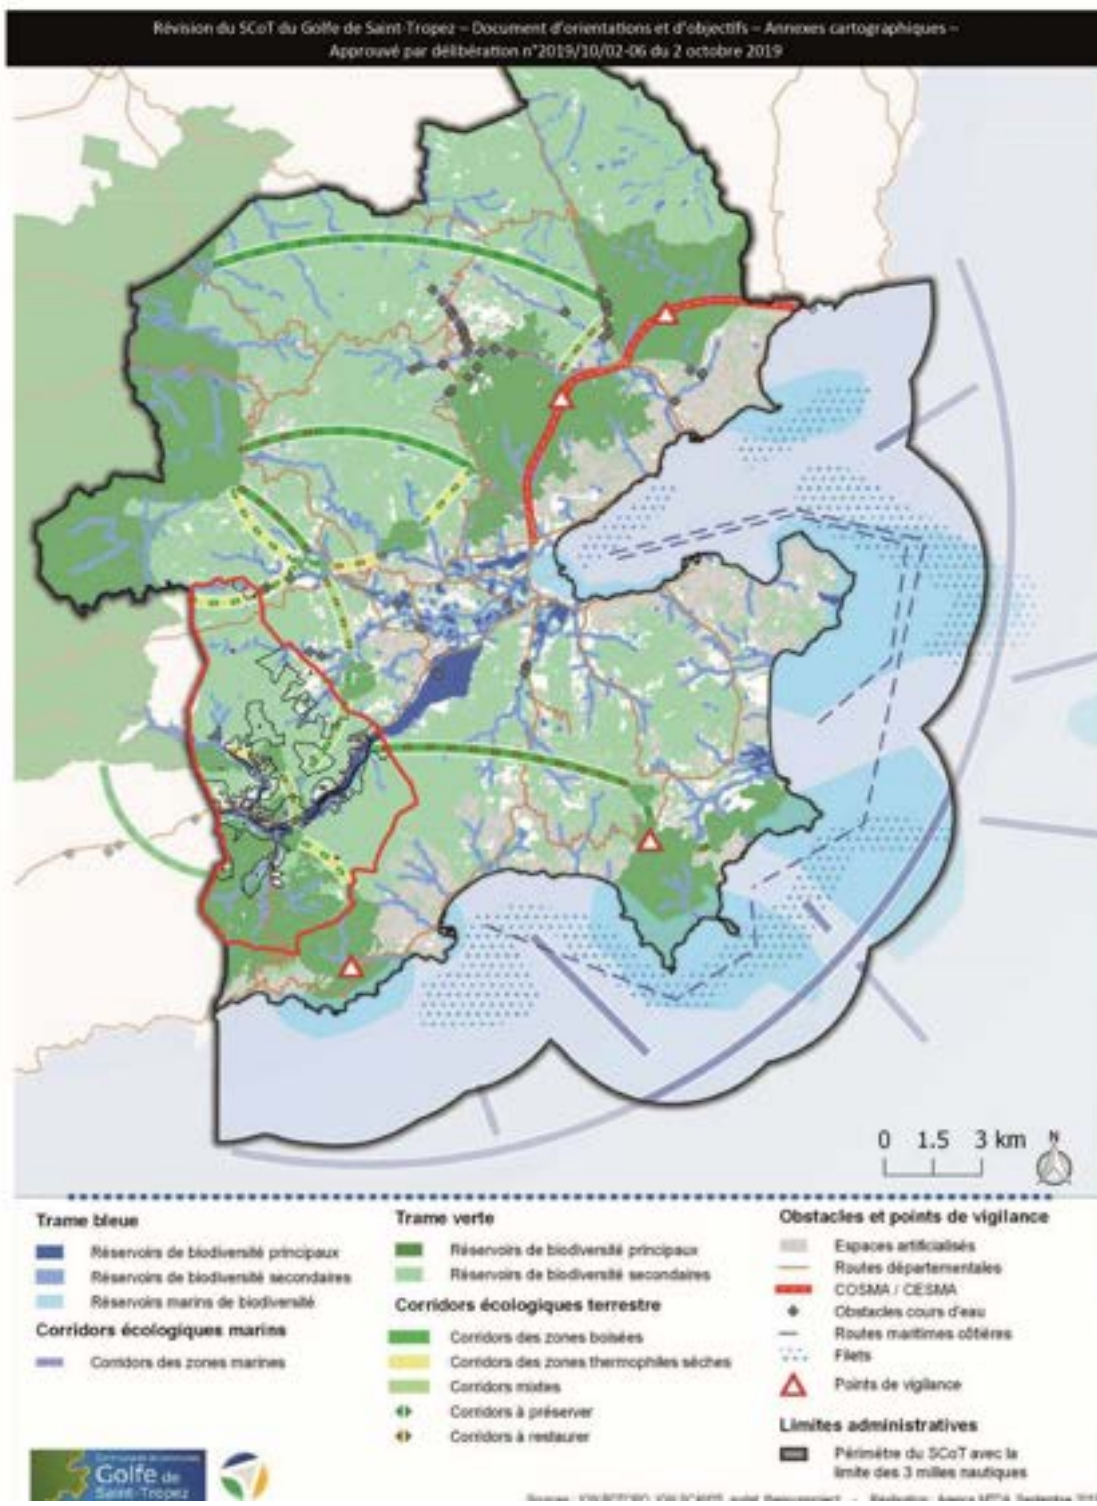 Révision du SCoT du Golfe de Saint-Tropez – Document d'orientations et d'objectifs – Annexes cartographiques –
Approuvé par délibération n°2019/10/02-06 du 2 octobre 2019
0 1.5 3 km
N
Trame bleue
Réservoirs de biodiversité principaux
Réservoirs de biodiversité secondaires
Réservoirs marins de biodiversité
Corridors écologiques marins
Corridors des zones marines
Trame verte
Réservoirs de biodiversité principaux
Réservoirs de biodiversité secondaires
Corridors écologiques terrestre
Corridors des zones boisées
Corridors des zones thermophiles sèches
Corridors mixtes
Corridors à préserver
Corridors à restaurer
Obstacles et points de vigilance
Espaces artificialisés
Routes départementales
COSMA / CESMA
Obstacles cours d'eau
Routes maritimes côtières
Filets
Points de vigilance
Limites administratives
Périmètre du SCoT avec la
limite des 3 milles nautiques
Communauté de communes
Golfe de
Saint-Tropez
Sources